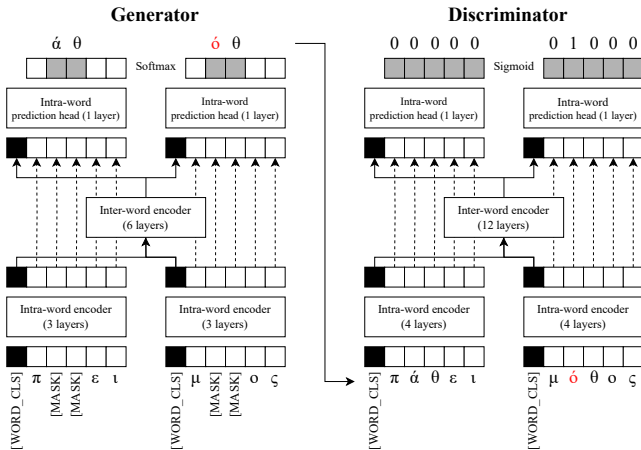 Generator
Discriminator
ά θ
ό θ
0 0 0 0 0
0 1 0 0 0
Softmax
Sigmoid
Intra-word
prediction head (1 layer)
Intra-word
prediction head (1 layer)
Intra-word
prediction head (1 layer)
Intra-word
prediction head (1 layer)
Inter-word encoder
(6 layers)
Inter-word encoder
(12 layers)
Intra-word encoder
(3 layers)
Intra-word encoder
(3 layers)
Intra-word encoder
(4 layers)
Intra-word encoder
(4 layers)
[WORD_CLS] π [MASK] [MASK] ε ι
[WORD_CLS] μ [MASK] [MASK] ο ς
[WORD_CLS] π ά θ ε ι
[WORD_CLS] μ ό θ ο ς